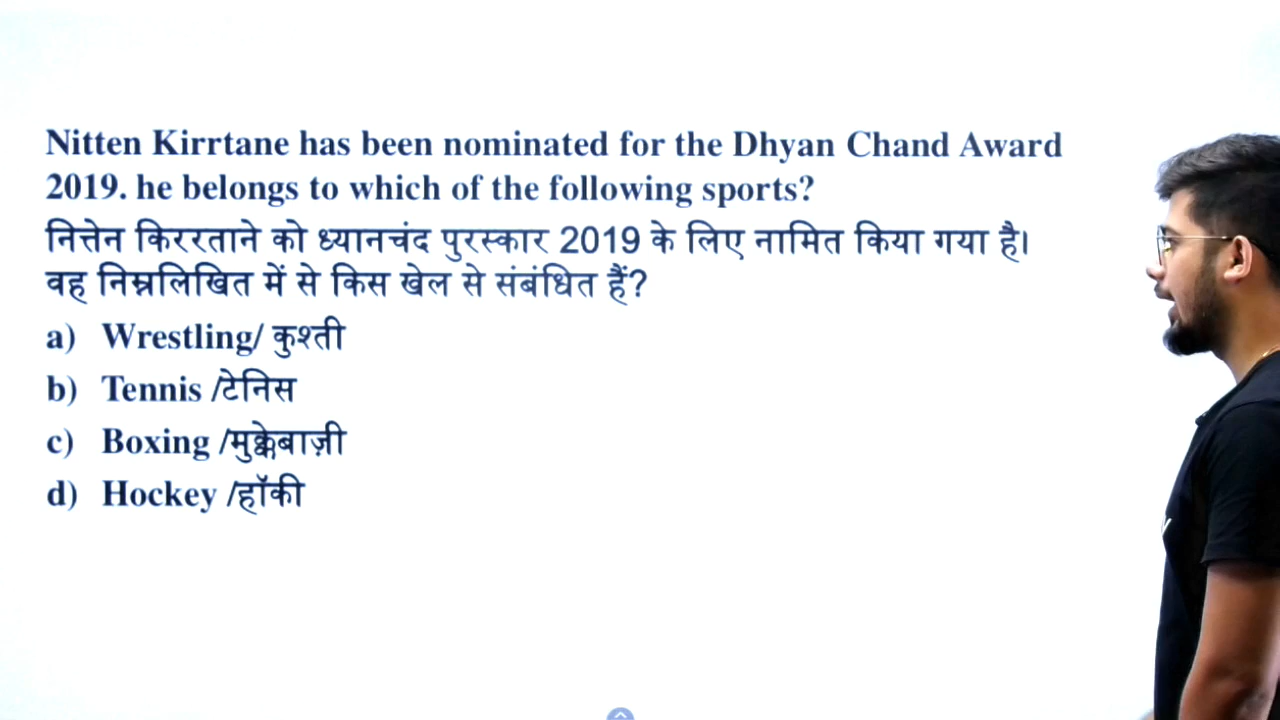 Nitten Kirrtane has been nominated for the Dhyan Chand Award
2019. he belongs to which of the following sports?
नित्तेन किररताने को ध्यानचंद पुरस्कार 2019 के लिए नामित किया गया है।
वह निम्नलिखित में से किस खेल से संबंधित हैं?
a) Wrestling/ कुश्ती
b) Tennis /टेनिस
c) Boxing /मुक्केबाज़ी
d) Hockey /हॉकी